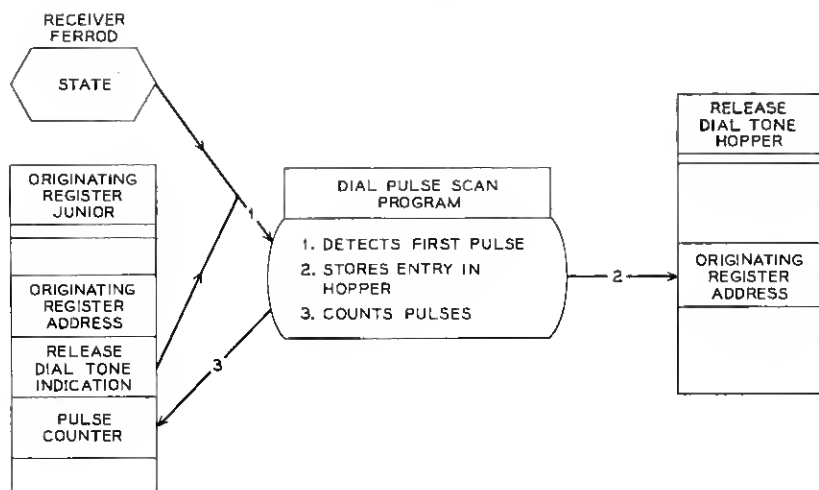 RECEIVER
FERROD
STATE
ORIGINATING
REGISTER
JUNIOR
ORIGINATING
REGISTER
ADDRESS
RELEASE
DIAL TONE
INDICATION
PULSE
COUNTER
1
DIAL PULSE SCAN
PROGRAM
1. DETECTS FIRST PULSE
2. STORES ENTRY IN
HOPPER
3. COUNTS PULSES
3
2
RELEASE
DIAL TONE
HOPPER
ORIGINATING
REGISTER
ADDRESS